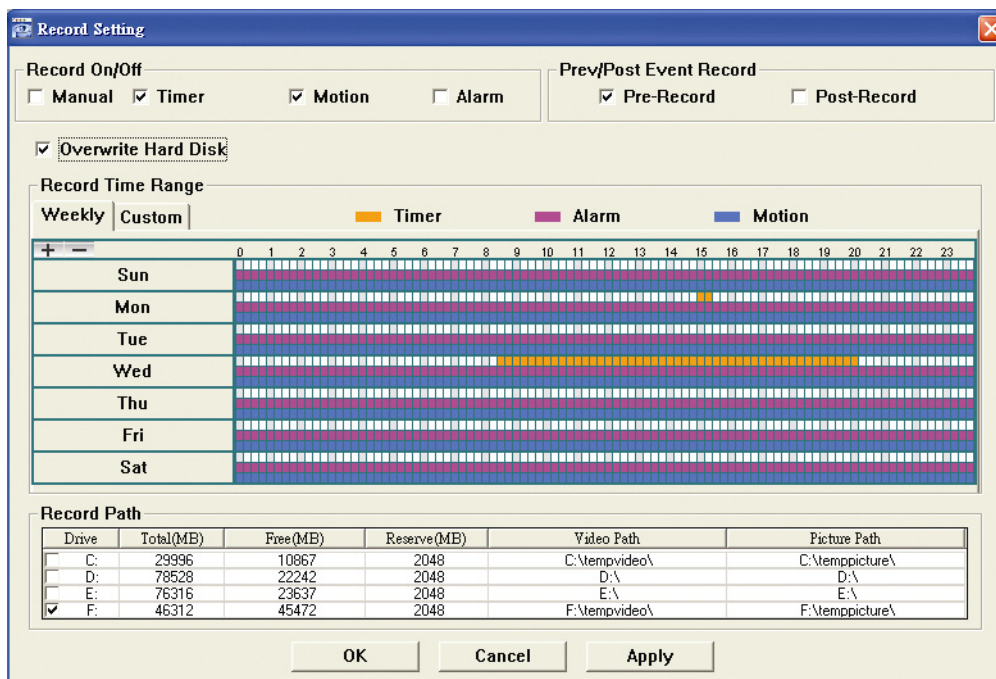 Record Setting
Record On/Off
Manual Timer Motion Alarm
Prev/Post Event Record
Pre-Record Post-Record
Overwrite Hard Disk
Record Time Range
Weekly Custom Timer Alarm Motion
+ − 0 1 2 3 4 5 6 7 8 9 10 11 12 13 14 15 16 17 18 19 20 21 22 23
Sun
Mon
Tue
Wed
Thu
Fri
Sat
Record Path
Drive Total(MB) Free(MB) Reserve(MB) Video Path Picture Path
C: 29996 10867 2048 C:\tempvideo\ C:\temppicture\
D: 78528 22242 2048 D:\ D:\
E: 76316 23637 2048 E:\ E:\
F: 46312 45472 2048 F:\tempvideo\ F:\temppicture\
OK Cancel Apply